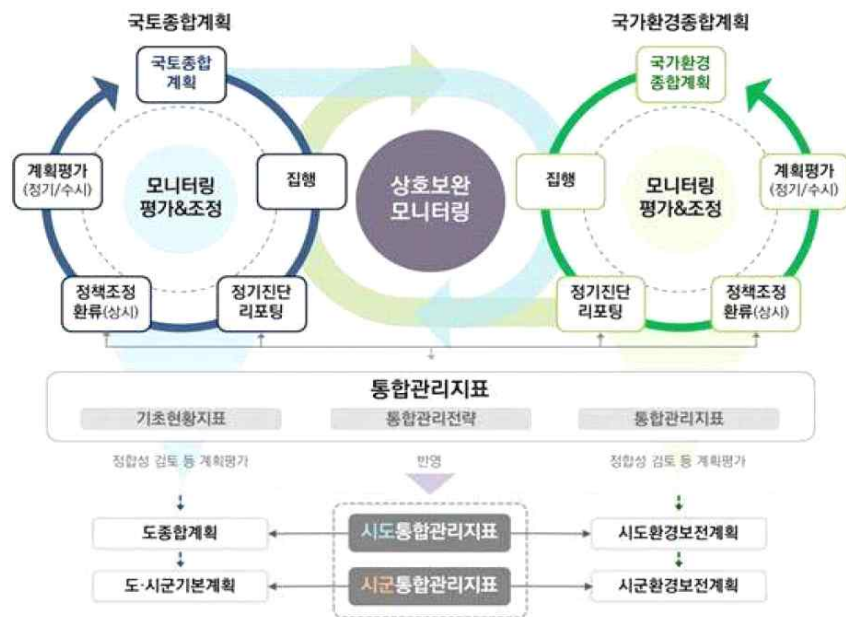 국토종합계획
국가환경종합계획
국토종합
계획
국가환경
종합계획
계획평가
(정기/수시)
모니터링
평가&조정
집행
상호보완
모니터링
집행
모니터링
평가&조정
계획평가
(정기/수시)
정책조정
환류(상시)
정기진단
리포팅
정기진단
리포팅
정책조정
환류(상시)
통합관리지표
기초현황지표
통합관리전략
통합관리지표
정합성 검토 등 계획평가
반영
정합성 검토 등 계획평가
도종합계획
시도통합관리지표
시도환경보전계획
도·시군기본계획
시군통합관리지표
시군환경보전계획